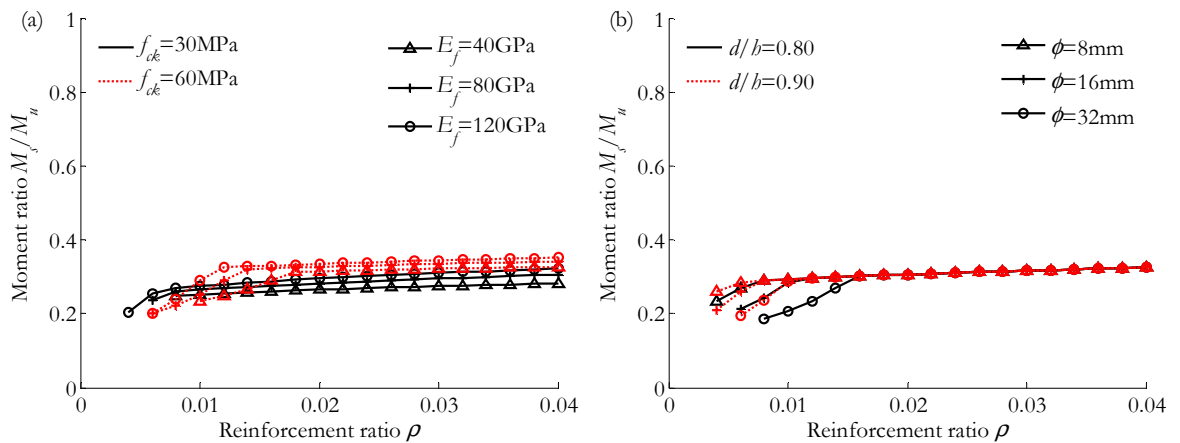 (a)
1
0.8
0.6
0.4
0.2
0
0
0.01
0.02
0.03
0.04
Moment ratio M_s/M_u
Reinforcement ratio ρ
f_ck=30MPa
f_ck=60MPa
E_f=40GPa
E_f=80GPa
E_f=120GPa
(b)
1
0.8
0.6
0.4
0.2
0
0
0.01
0.02
0.03
0.04
Moment ratio M_s/M_u
Reinforcement ratio ρ
d/h=0.80
d/h=0.90
ϕ=8mm
ϕ=16mm
ϕ=32mm